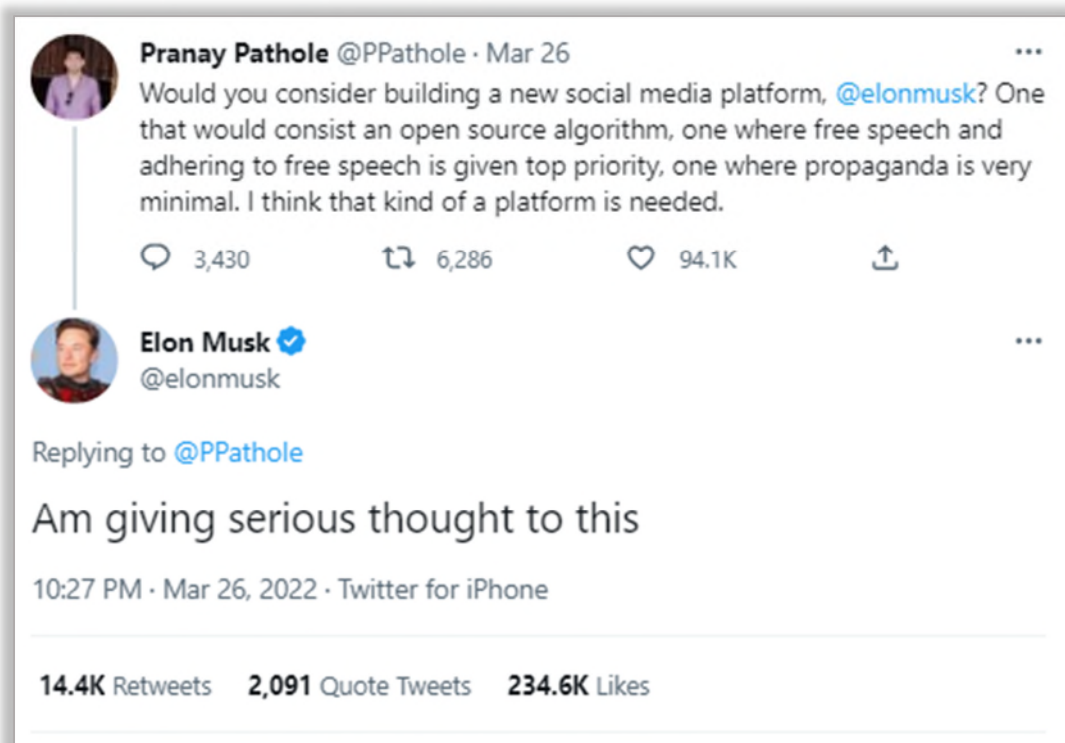 Pranay Pathole @PPathole · Mar 26
Would you consider building a new social media platform, @elonmusk? One
that would consist an open source algorithm, one where free speech and
adhering to free speech is given top priority, one where propaganda is very
minimal. I think that kind of a platform is needed.
3,430 6,286 94.1K
Elon Musk
@elonmusk
Replying to @PPathole
Am giving serious thought to this
10:27 PM · Mar 26, 2022 · Twitter for iPhone
14.4K Retweets 2,091 Quote Tweets 234.6K Likes